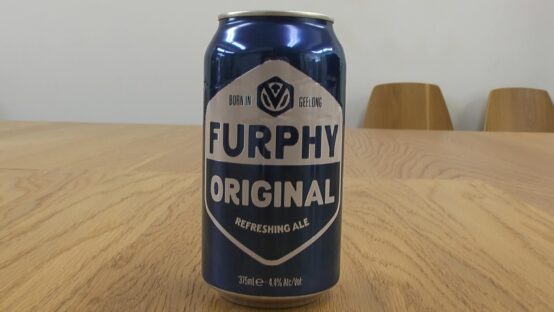 BORN IN GEELONG
FURPHY
ORIGINAL
REFRESHING ALE
375mL ℮ 4.4% Alc/Vol